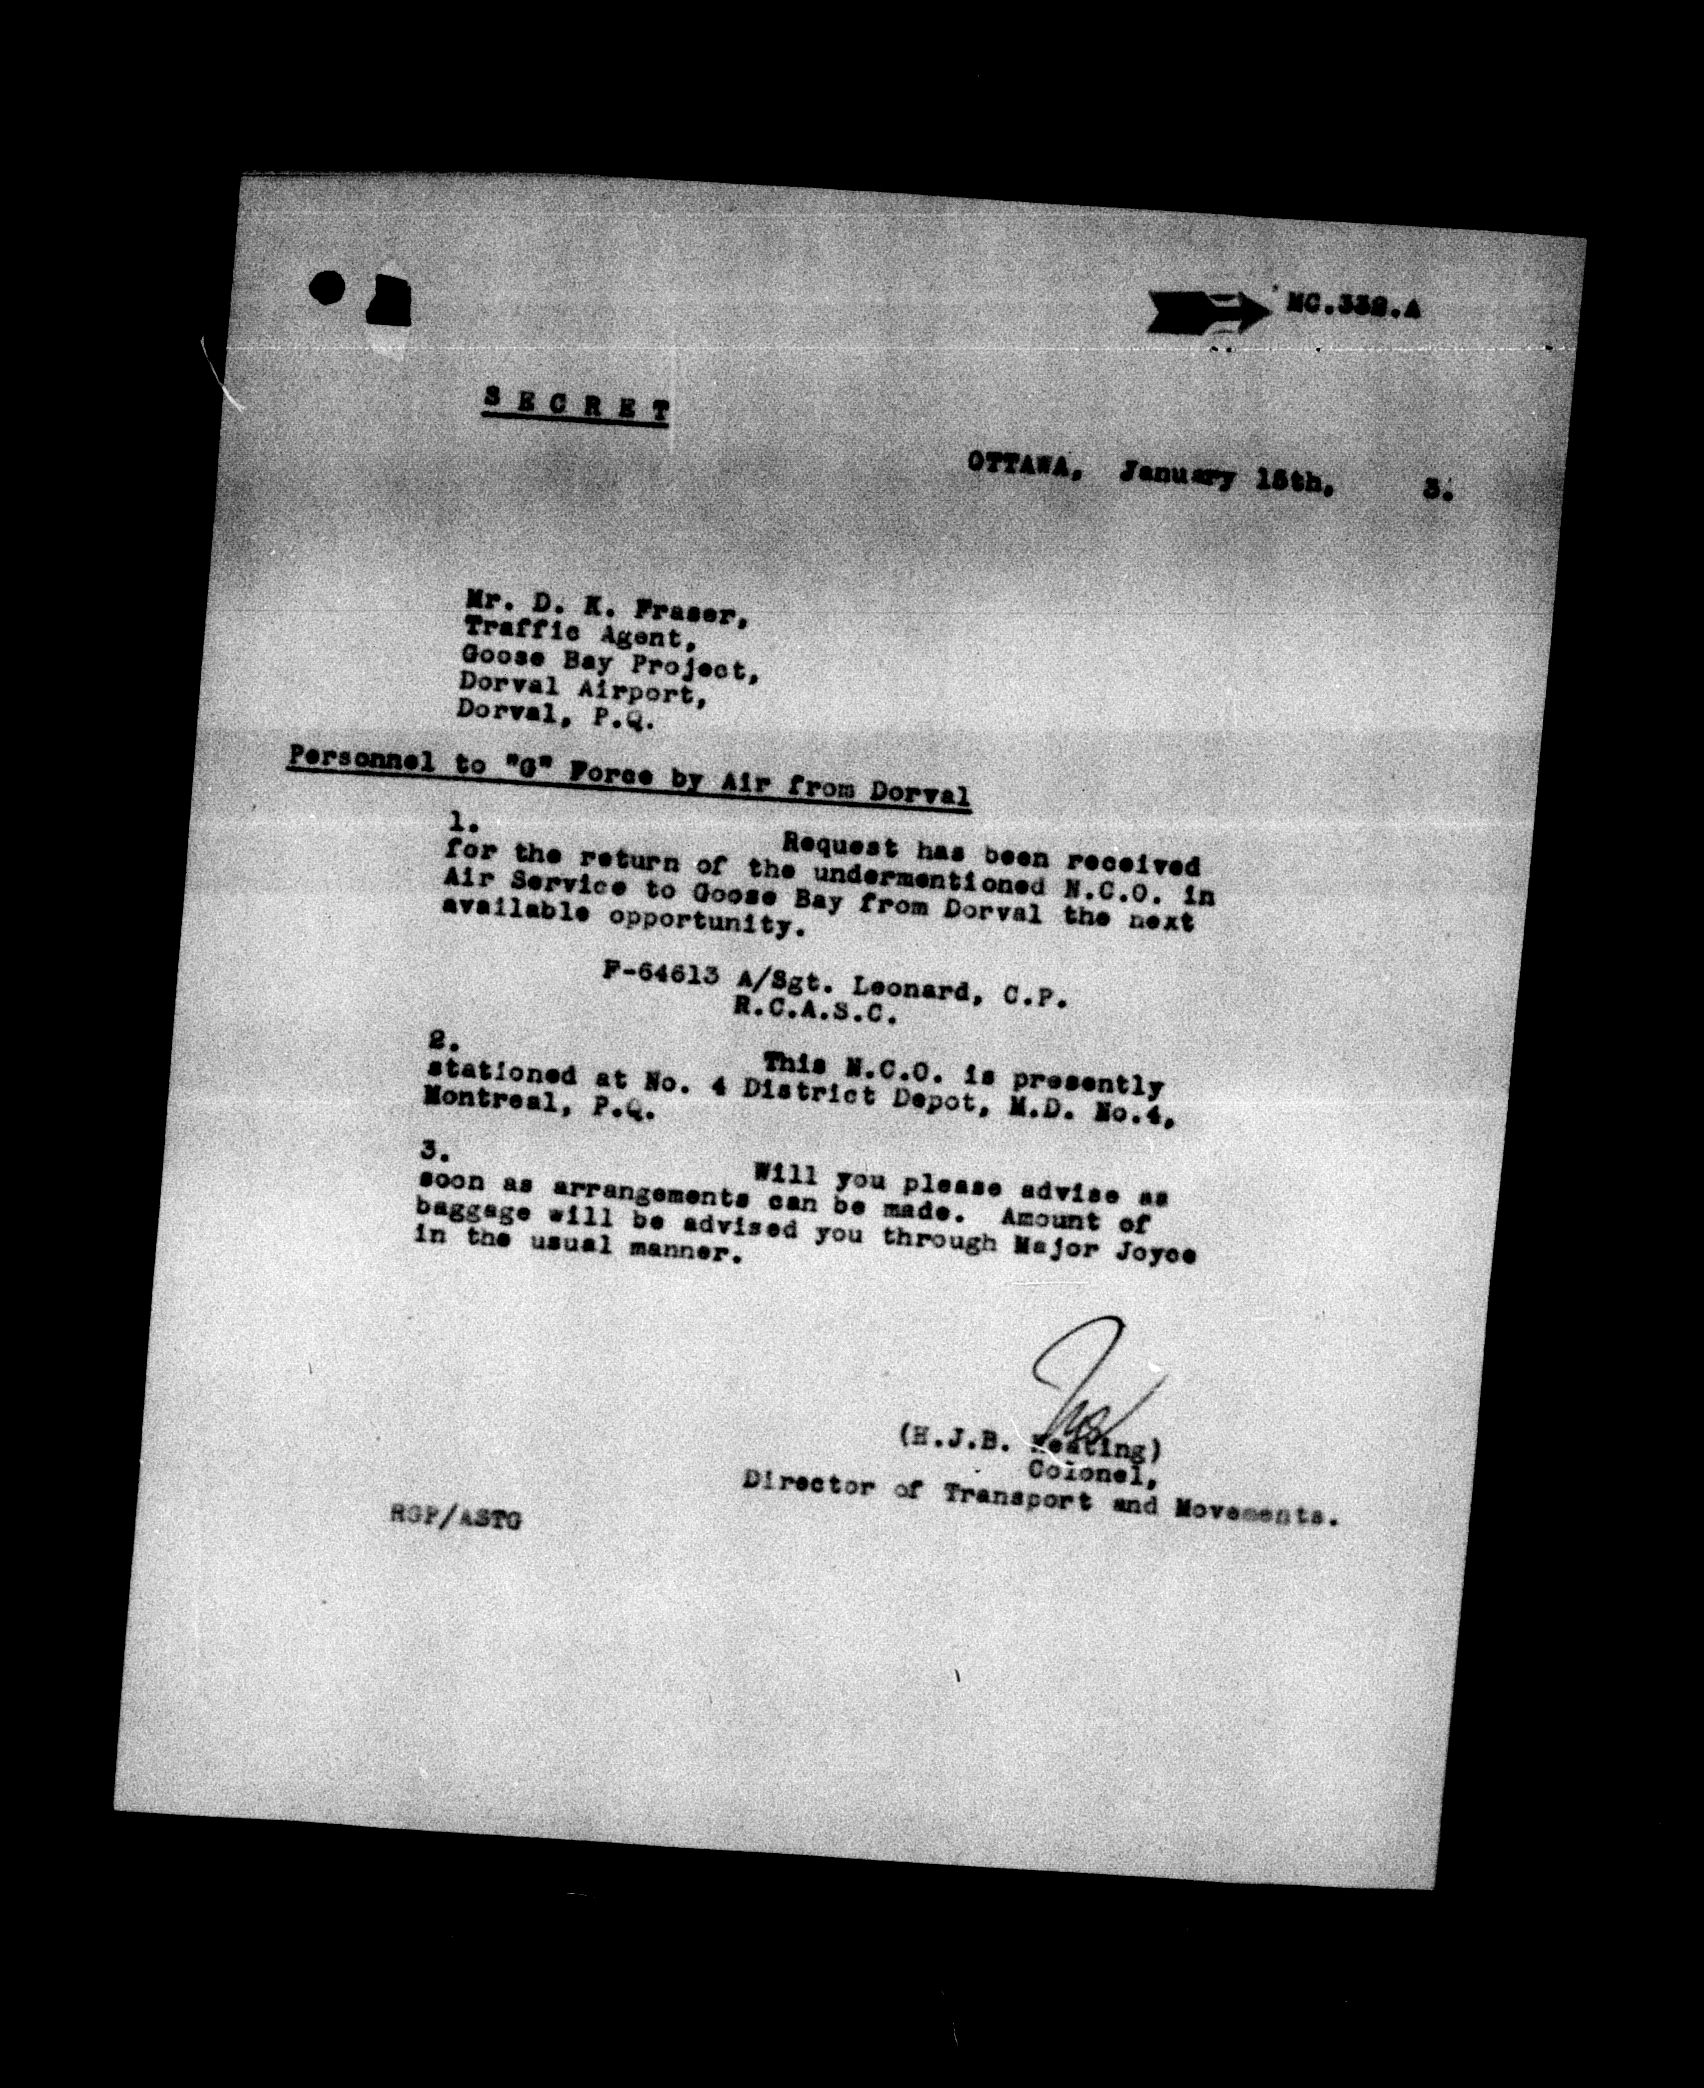 MC.332.A
S E C R E T
OTTAWA, January 15th, 3.
Mr. D. K. Fraser,
Traffic Agent,
Goose Bay Project,
Dorval Airport,
Dorval, P.Q.
Personnel to "G" Force by Air from Dorval
1. Request has been received
for the return of the undermentioned N.C.O. in
Air Service to Goose Bay from Dorval the next
available opportunity.
F-64613 A/Sgt. Leonard, C.P.
R.C.A.S.C.
2. This N.C.O. is presently
stationed at No. 4 District Depot, M.D. No.4,
Montreal, P.Q.
3. Will you please advise as
soon as arrangements can be made. Amount of
baggage will be advised you through Major Joyce
in the usual manner.
(H.J.B. Keating)
Colonel,
Director of Transport and Movements.
RGP/ASTG